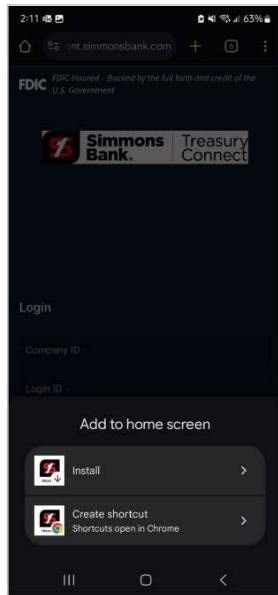 2:11
63%
nt.simmonsbank.com
6
FDIC FDIC-Insured - Backed by the full faith and credit of the
U.S. Government
Simmons
Bank.
Treasury
Connect
Login
Company ID
Login ID
Add to home screen
Install
Create shortcut
Shortcuts open in Chrome